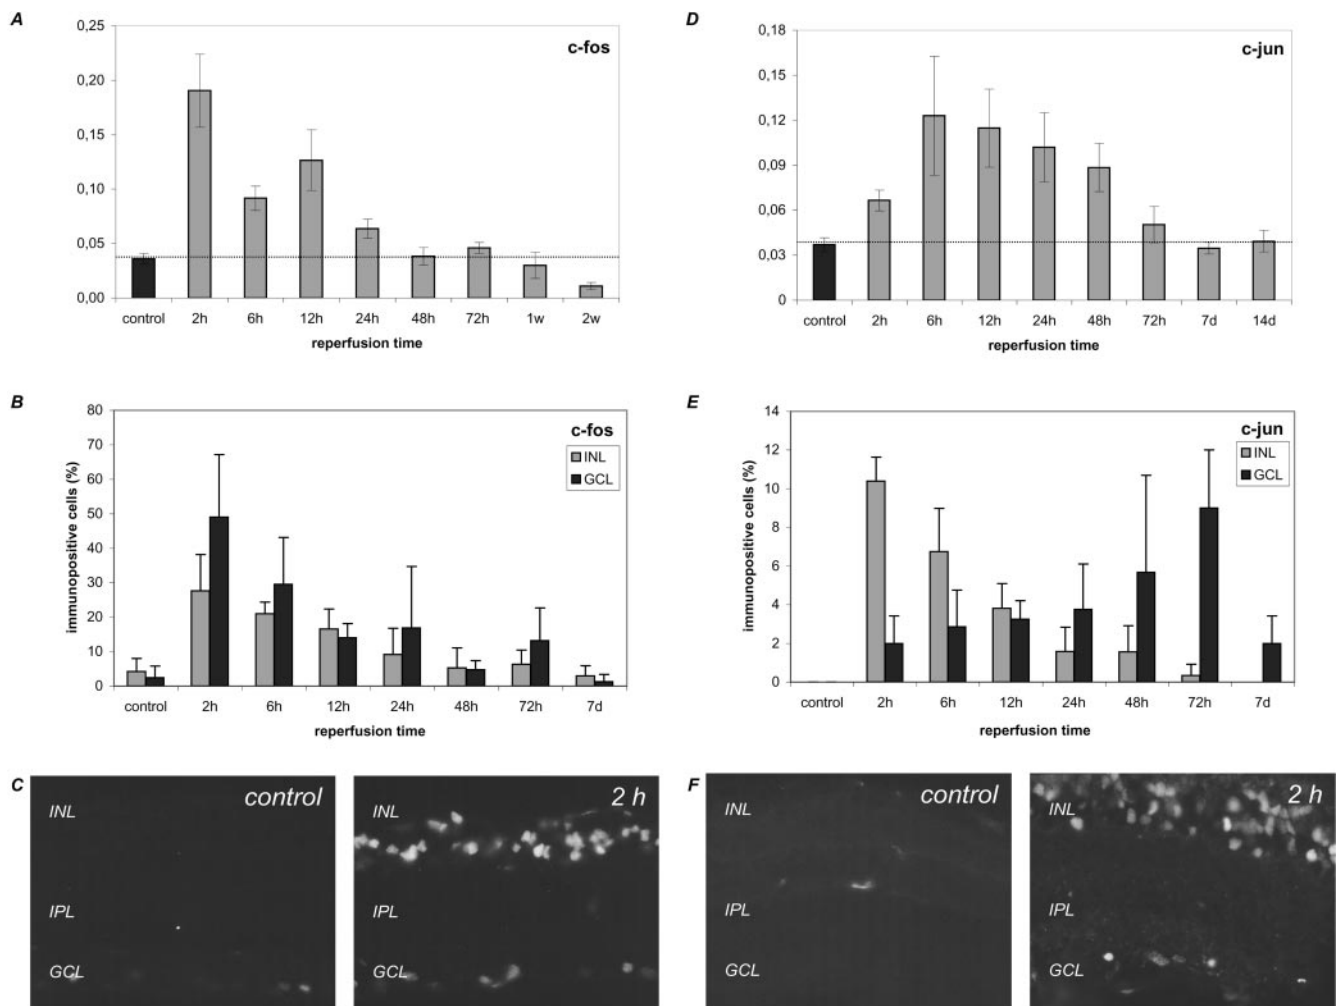 A
c-fos
0,25
0,20
0,15
0,10
0,05
0,00
control 2h 6h 12h 24h 48h 72h 1w 2w
reperfusion time
D
c-jun
0,18
0,15
0,12
0,09
0,06
0,03
0
control 2h 6h 12h 24h 48h 72h 7d 14d
reperfusion time
B
c-fos
INL
GCL
immunopositive cells (%)
80
70
60
50
40
30
20
10
0
control 2h 6h 12h 24h 48h 72h 7d
reperfusion time
E
c-jun
INL
GCL
immunopositive cells (%)
14
12
10
8
6
4
2
0
control 2h 6h 12h 24h 48h 72h 7d
reperfusion time
C
control
INL
IPL
GCL
2 h
INL
IPL
GCL
F
control
INL
IPL
GCL
2 h
INL
IPL
GCL